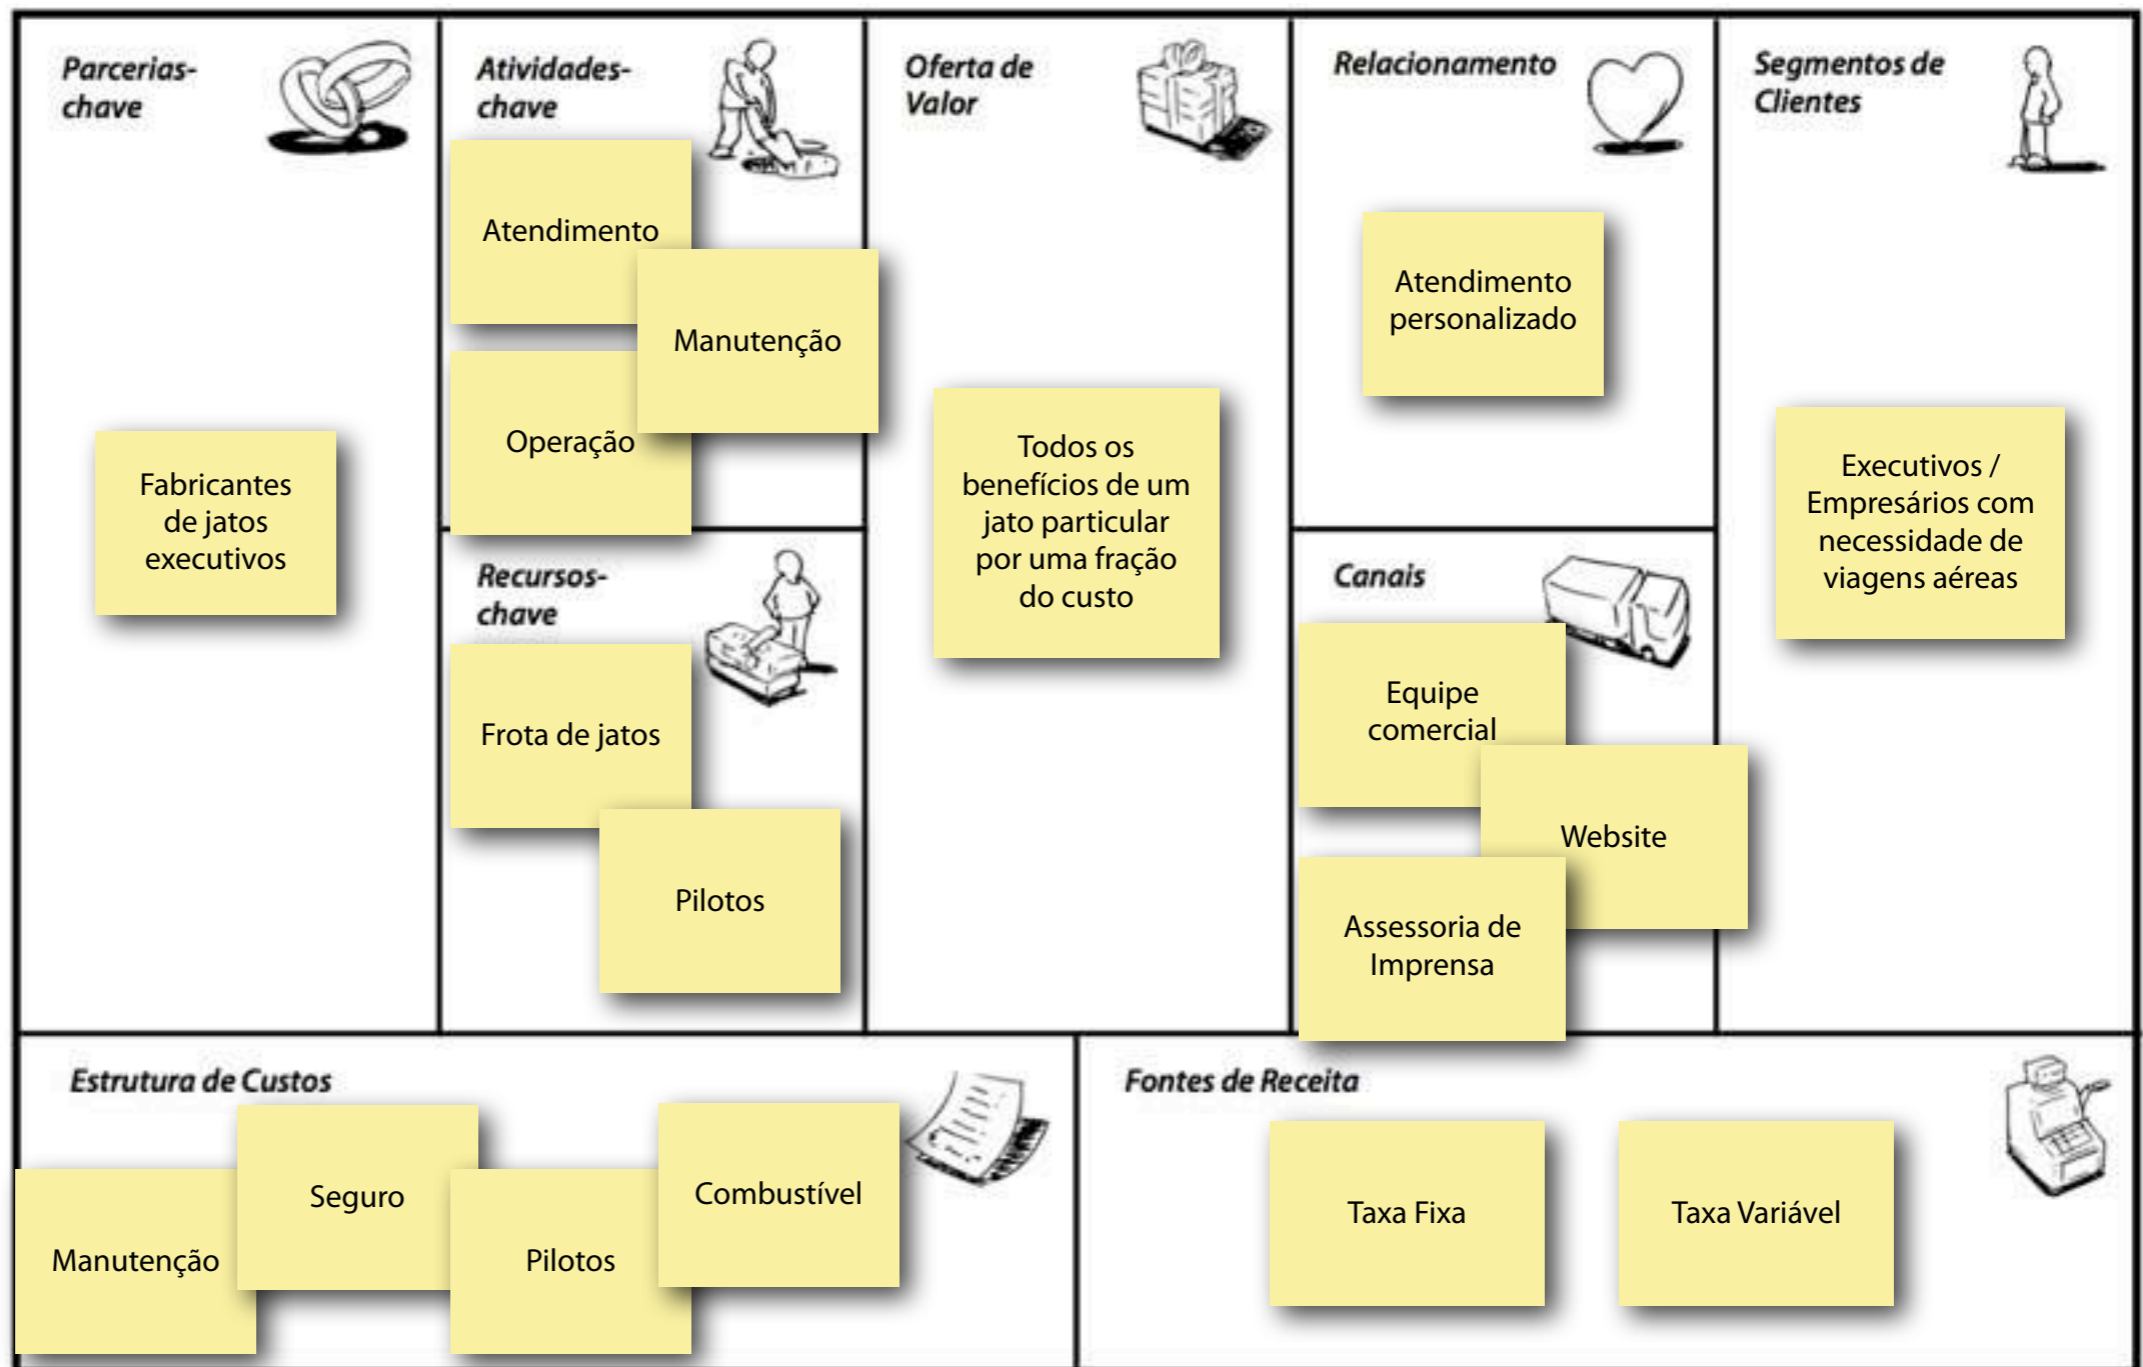 Parcerias-
chave
Fabricantes
de jatos
executivos
Atividades-
chave
Atendimento
Manutenção
Operação
Recursos-
chave
Frota de jatos
Pilotos
Oferta de
Valor
Todos os
benefícios de um
jato particular
por uma fração
do custo
Relacionamento
Atendimento
personalizado
Canais
Equipe
comercial
Website
Assessoria de
Imprensa
Segmentos de
Clientes
Executivos /
Empresários com
necessidade de
viagens aéreas
Estrutura de Custos
Manutenção
Seguro
Pilotos
Combustível
Fontes de Receita
Taxa Fixa
Taxa Variável